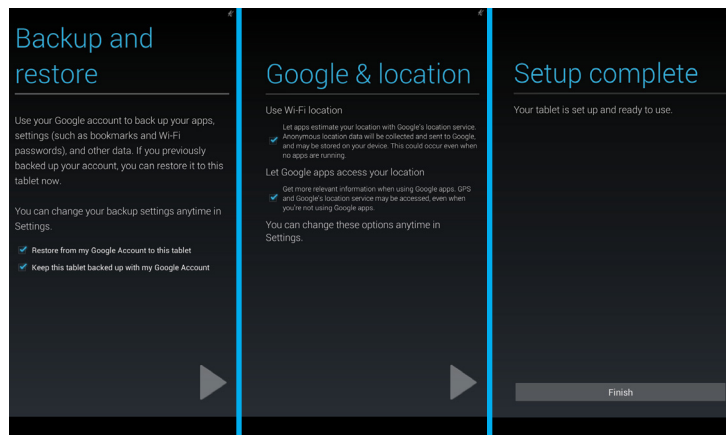 Backup and
restore
Use your Google account to back up your apps,
settings (such as bookmarks and Wi-Fi
passwords), and other data. If you previously
backed up your account, you can restore it to this
tablet now.
You can change your backup settings anytime in
Settings.
Restore from my Google Account to this tablet
Keep this tablet backed up with my Google Account
Google & location
Use Wi-Fi location
Let apps estimate your location with Google's location service.
Anonymous location data will be collected and sent to Google,
and may be stored on your device. This could occur even when
no apps are running.
Let Google apps access your location
Get more relevant information when using Google apps. GPS
and Google's location service may be accessed, even when
you're not using Google apps.
You can change these options anytime in
Settings.
Setup complete
Your tablet is set up and ready to use.
Finish